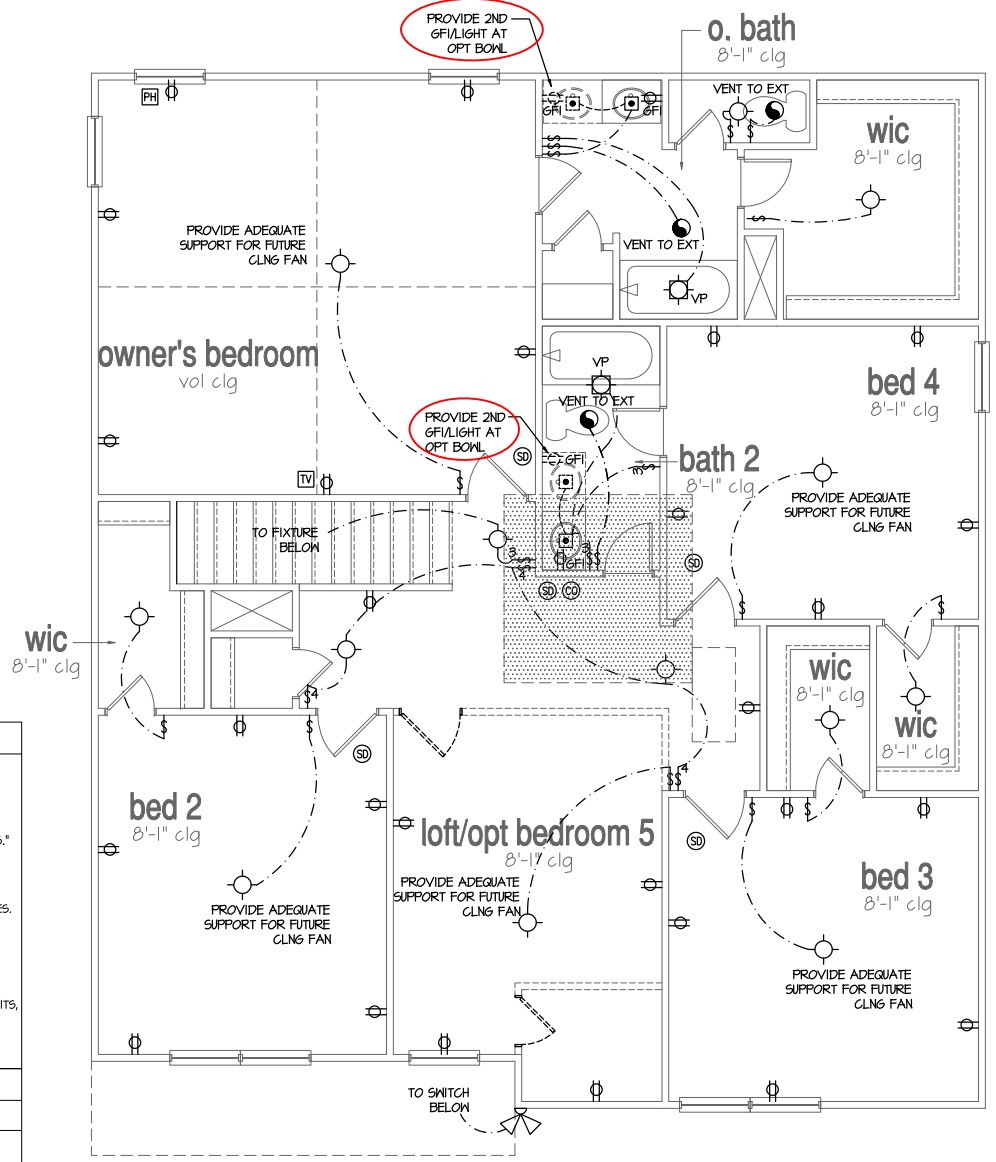 PROVIDE 2ND
GFI/LIGHT AT
OPT BOWL
o. bath
8'-1" clg
PH
GFI
GFI
VENT TO EXT
$ $
wic
8'-1" clg
$
$
$
$
PROVIDE ADEQUATE
SUPPORT FOR FUTURE
CLNG FAN
VENT TO EXT
VP
owner's bedroom
vol clg
VP
VENT TO EXT
bed 4
8'-1" clg
PROVIDE 2ND
GFI/LIGHT AT
OPT BOWL
SD
GFI
bath 2
8'-1" clg
TV
$
PROVIDE ADEQUATE
SUPPORT FOR FUTURE
CLNG FAN
TO FIXTURE
BELOW
3
4
3
GFI
SD
CO
SD
$
$
wic
8'-1" clg
$4
wic
8'-1" clg
wic
8'-1" clg
$
$
SD
4
$$
$
$
SD
bed 2
8'-1" clg
loft/opt bedroom 5
8'-1" clg
bed 3
8'-1" clg
PROVIDE ADEQUATE
SUPPORT FOR FUTURE
CLNG FAN
PROVIDE ADEQUATE
SUPPORT FOR FUTURE
CLNG FAN
PROVIDE ADEQUATE
SUPPORT FOR FUTURE
CLNG FAN
TO SWITCH
BELOW